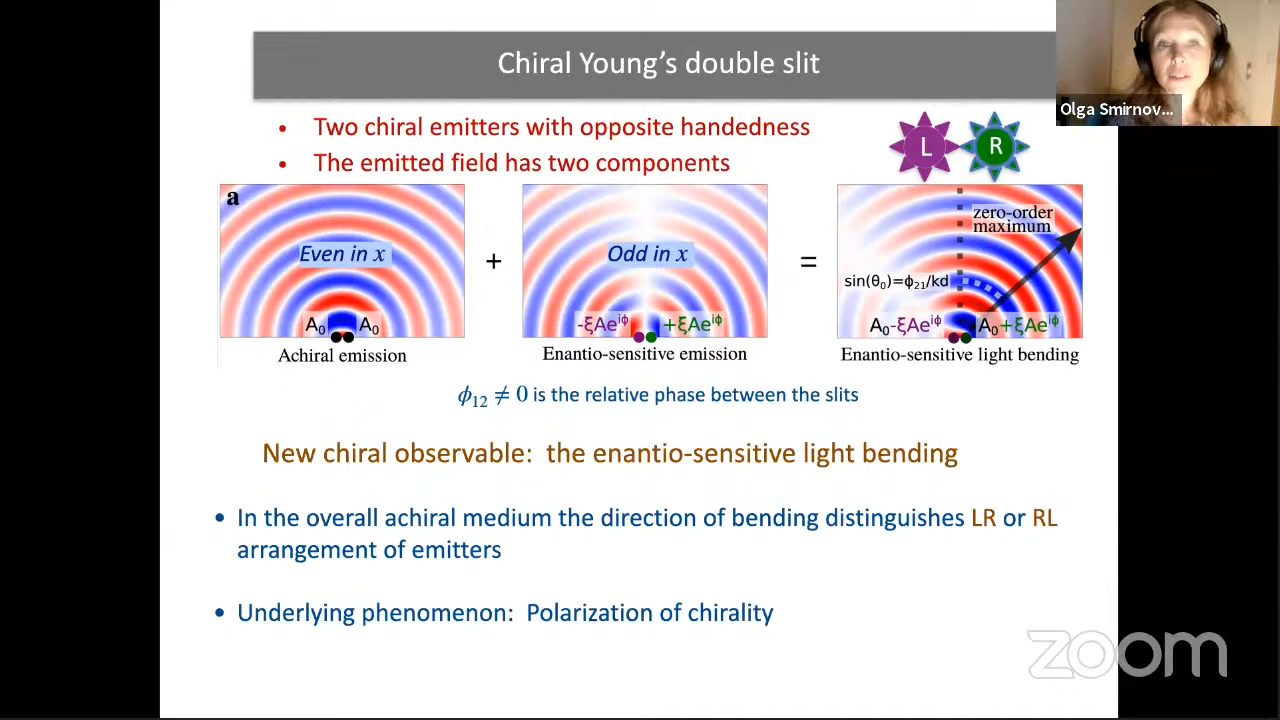 Chiral Young's double slit
Olga Smirnov...
• Two chiral emitters with opposite handedness
• The emitted field has two components
L R
a
Even in x
+
Odd in x
=
zero-order
maximum
sin(θ₀)=ϕ₂₁/kd
A₀ A₀
-ξAeⁱᶲ +ξAeⁱᶲ
A₀-ξAeⁱᶲ A₀+ξAeⁱᶲ
Achiral emission
Enantio-sensitive emission
Enantio-sensitive light bending
ϕ₁₂ ≠ 0 is the relative phase between the slits
New chiral observable: the enantio-sensitive light bending
• In the overall achiral medium the direction of bending distinguishes LR or RL
arrangement of emitters
• Underlying phenomenon: Polarization of chirality
zoom